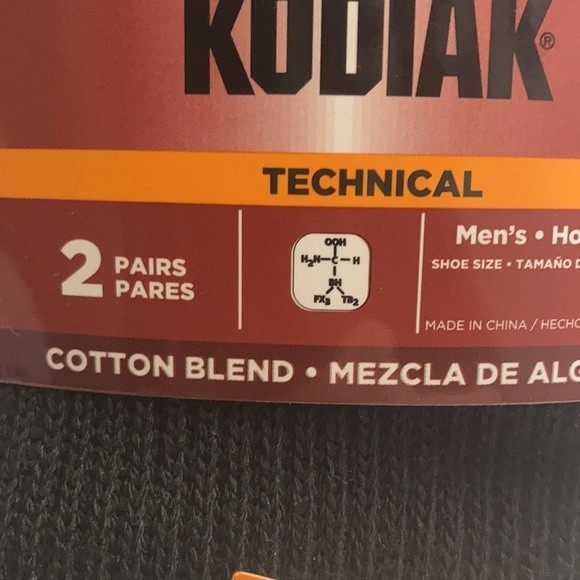 KODIAK®
TECHNICAL
2 PAIRS
PARES
OOH
H₂N-C-H
BH
FX₃ TB₂
Men's • Ho
SHOE SIZE • TAMAÑO D
MADE IN CHINA / HECHO
COTTON BLEND • MEZCLA DE ALG